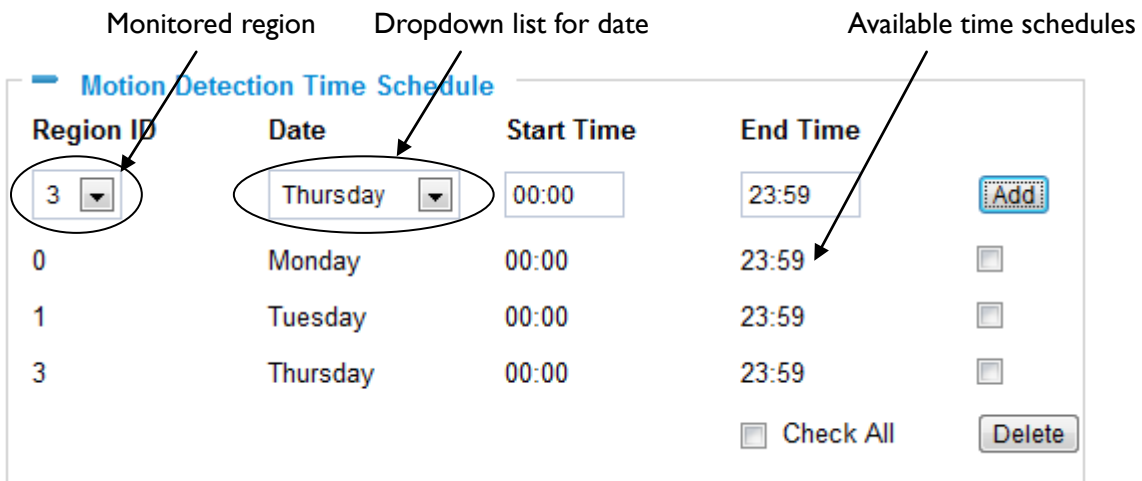 Monitored region Dropdown list for date Available time schedules
Motion Detection Time Schedule
Region ID Date Start Time End Time
3 Thursday 00:00 23:59 Add
0 Monday 00:00 23:59
1 Tuesday 00:00 23:59
3 Thursday 00:00 23:59
Check All Delete